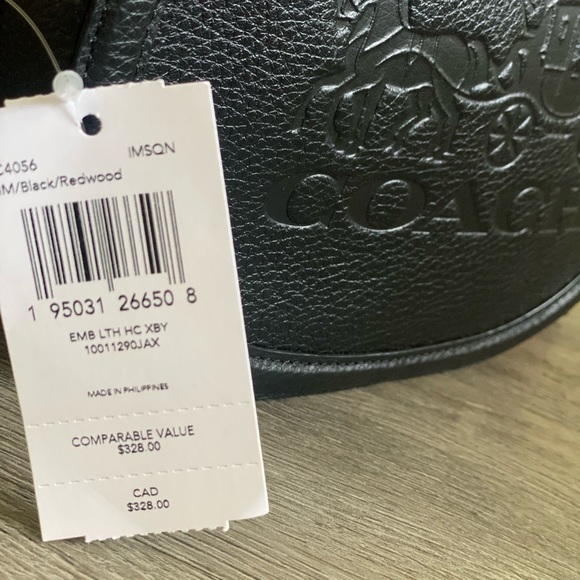 C4056 IMSQN
IM/Black/Redwood
1 95031 26650 8
EMB LTH HC XBY
10011290JAX
MADE IN PHILIPPINES
COMPARABLE VALUE
$328.00
CAD
$328.00
COACH